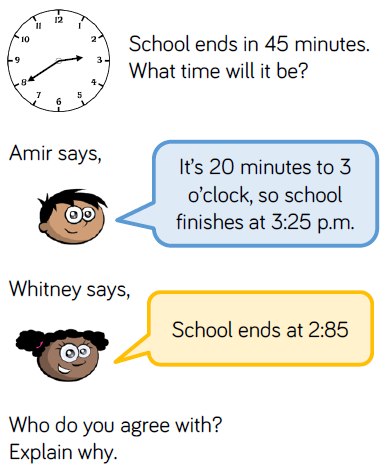 12
11
1
10
2
9
3
8
4
7
5
6
School ends in 45 minutes.
What time will it be?
Amir says,
It's 20 minutes to 3
o'clock, so school
finishes at 3:25 p.m.
Whitney says,
School ends at 2:85
Who do you agree with?
Explain why.